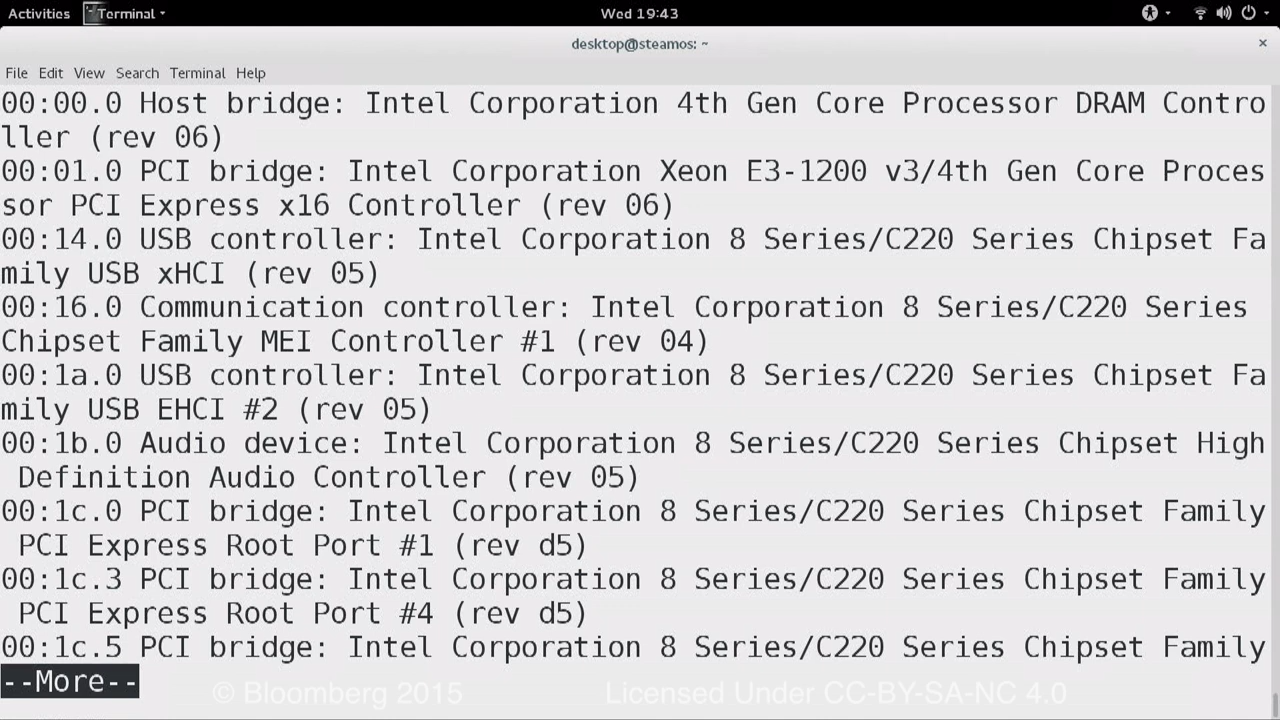 Activities Terminal Wed 19:43
desktop@steamos: ~ ×
File Edit View Search Terminal Help
00:00.0 Host bridge: Intel Corporation 4th Gen Core Processor DRAM Contro
ller (rev 06)
00:01.0 PCI bridge: Intel Corporation Xeon E3-1200 v3/4th Gen Core Proces
sor PCI Express x16 Controller (rev 06)
00:14.0 USB controller: Intel Corporation 8 Series/C220 Series Chipset Fa
mily USB xHCI (rev 05)
00:16.0 Communication controller: Intel Corporation 8 Series/C220 Series
Chipset Family MEI Controller #1 (rev 04)
00:1a.0 USB controller: Intel Corporation 8 Series/C220 Series Chipset Fa
mily USB EHCI #2 (rev 05)
00:1b.0 Audio device: Intel Corporation 8 Series/C220 Series Chipset High
Definition Audio Controller (rev 05)
00:1c.0 PCI bridge: Intel Corporation 8 Series/C220 Series Chipset Family
PCI Express Root Port #1 (rev d5)
00:1c.3 PCI bridge: Intel Corporation 8 Series/C220 Series Chipset Family
PCI Express Root Port #4 (rev d5)
00:1c.5 PCI bridge: Intel Corporation 8 Series/C220 Series Chipset Family
--More--
© Bloomberg 2015 Licensed Under CC-BY-SA-NC 4.0